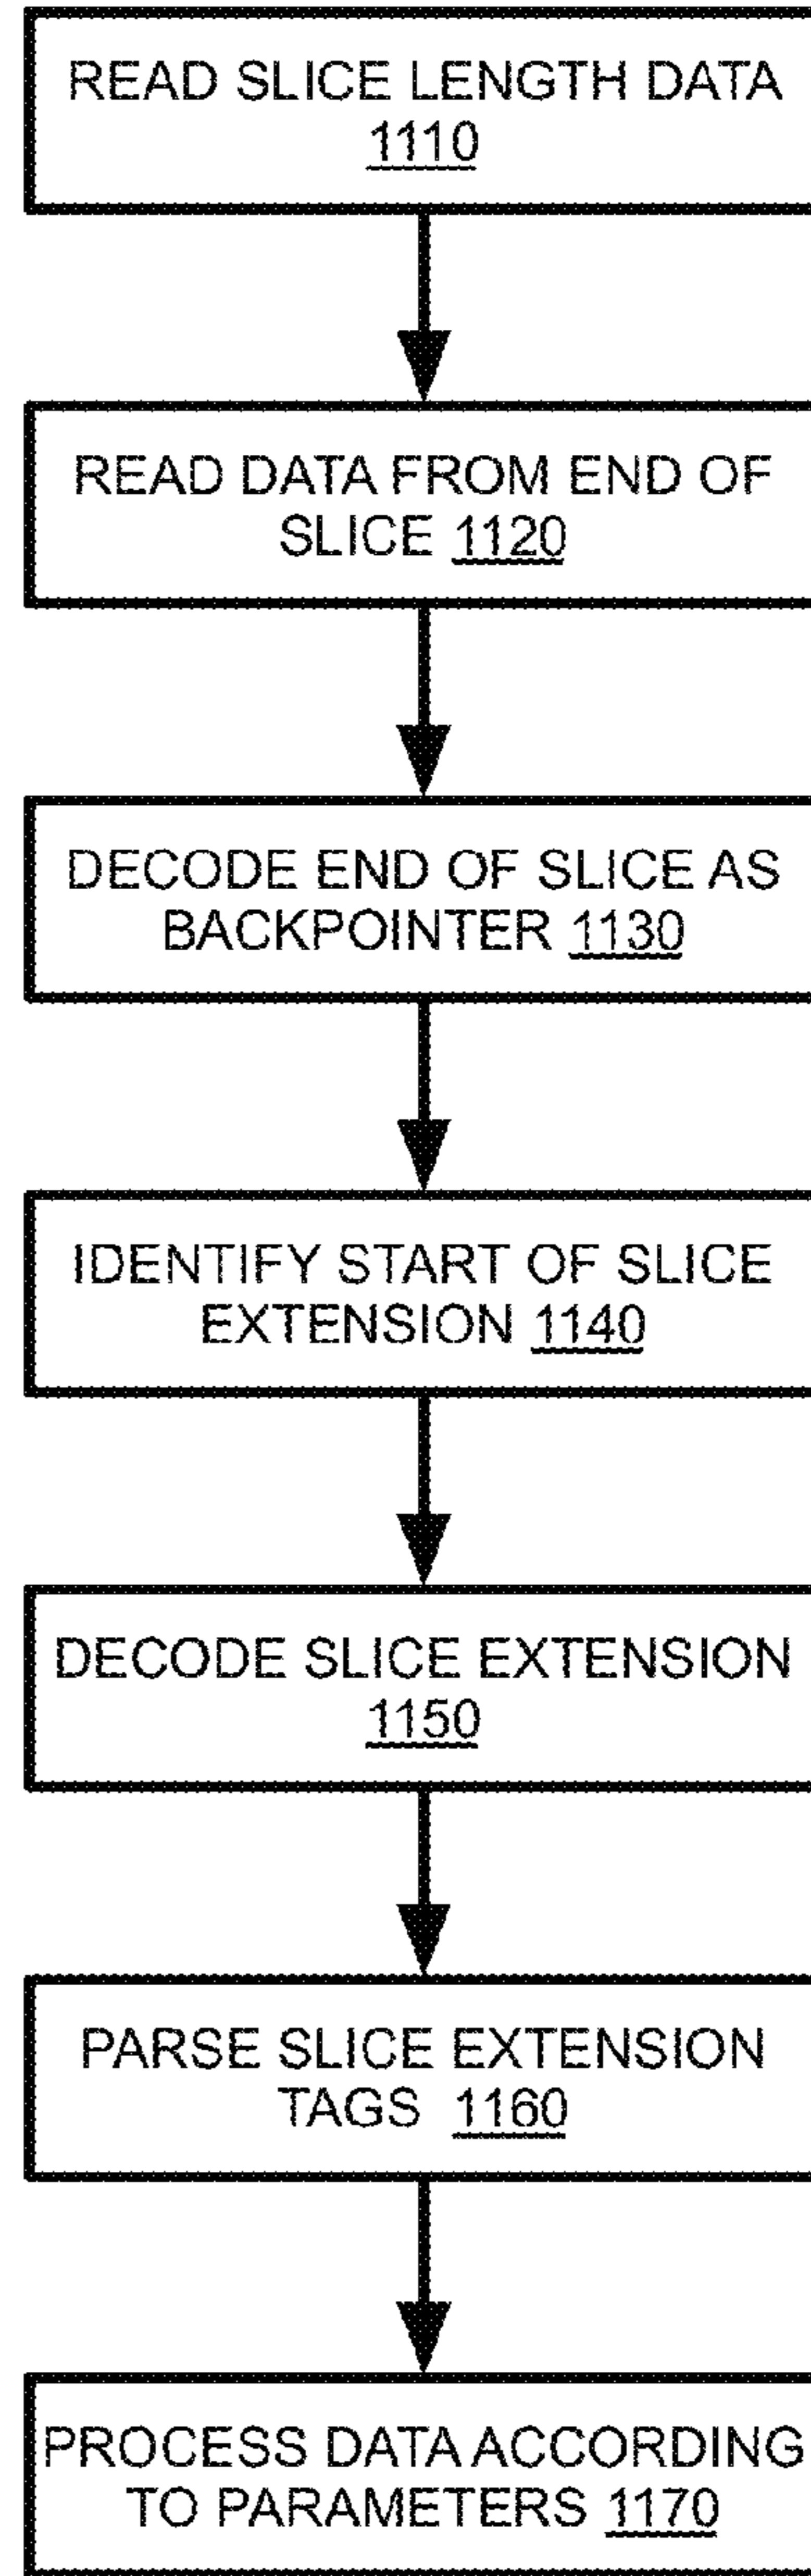 READ SLICE LENGTH DATA
1110
READ DATA FROM END OF
SLICE 1120
DECODE END OF SLICE AS
BACKPOINTER 1130
IDENTIFY START OF SLICE
EXTENSION 1140
DECODE SLICE EXTENSION
1150
PARSE SLICE EXTENSION
TAGS 1160
PROCESS DATA ACCORDING
TO PARAMETERS 1170